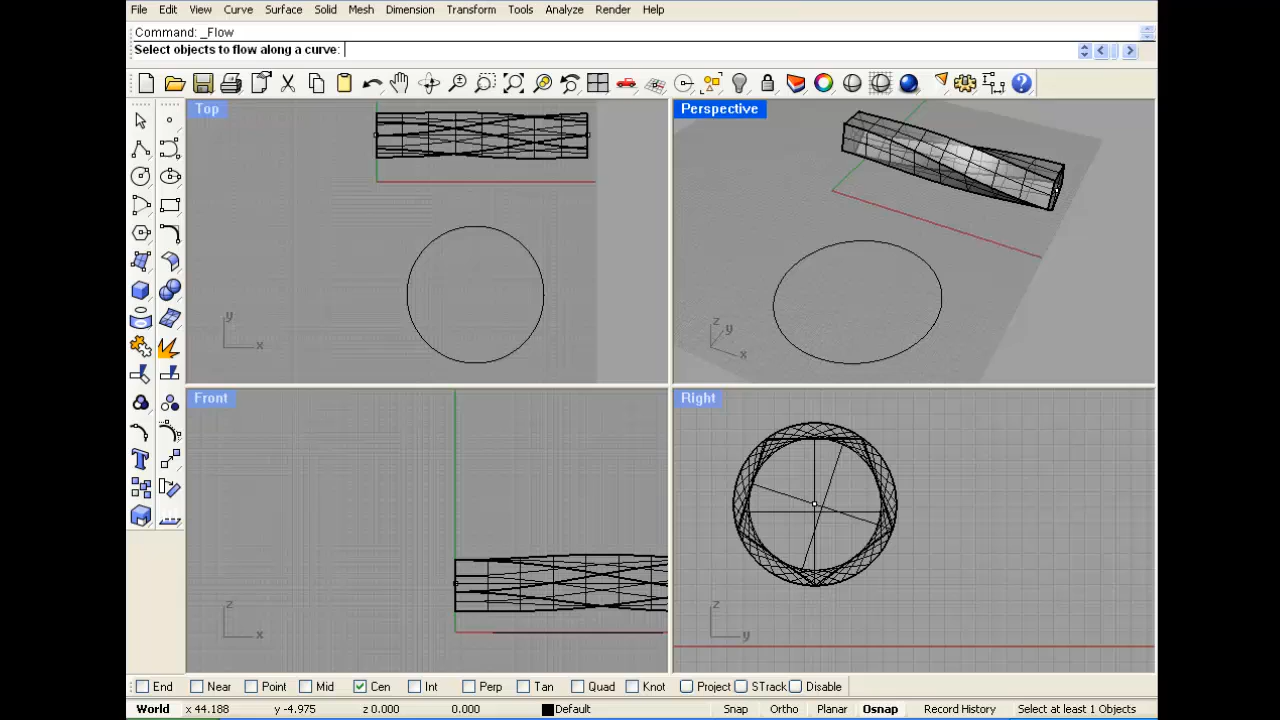 File Edit View Curve Surface Solid Mesh Dimension Transform Tools Analyze Render Help
Command: _Flow
Select objects to flow along a curve:
Top
Perspective
y
x
z
y
x
Front
Right
z
x
z
y
End Near Point Mid Cen Int Perp Tan Quad Knot Project STrack Disable
World x 44.188 y -4.975 z 0.000 0.000 Default Snap Ortho Planar Osnap Record History Select at least 1 Objects